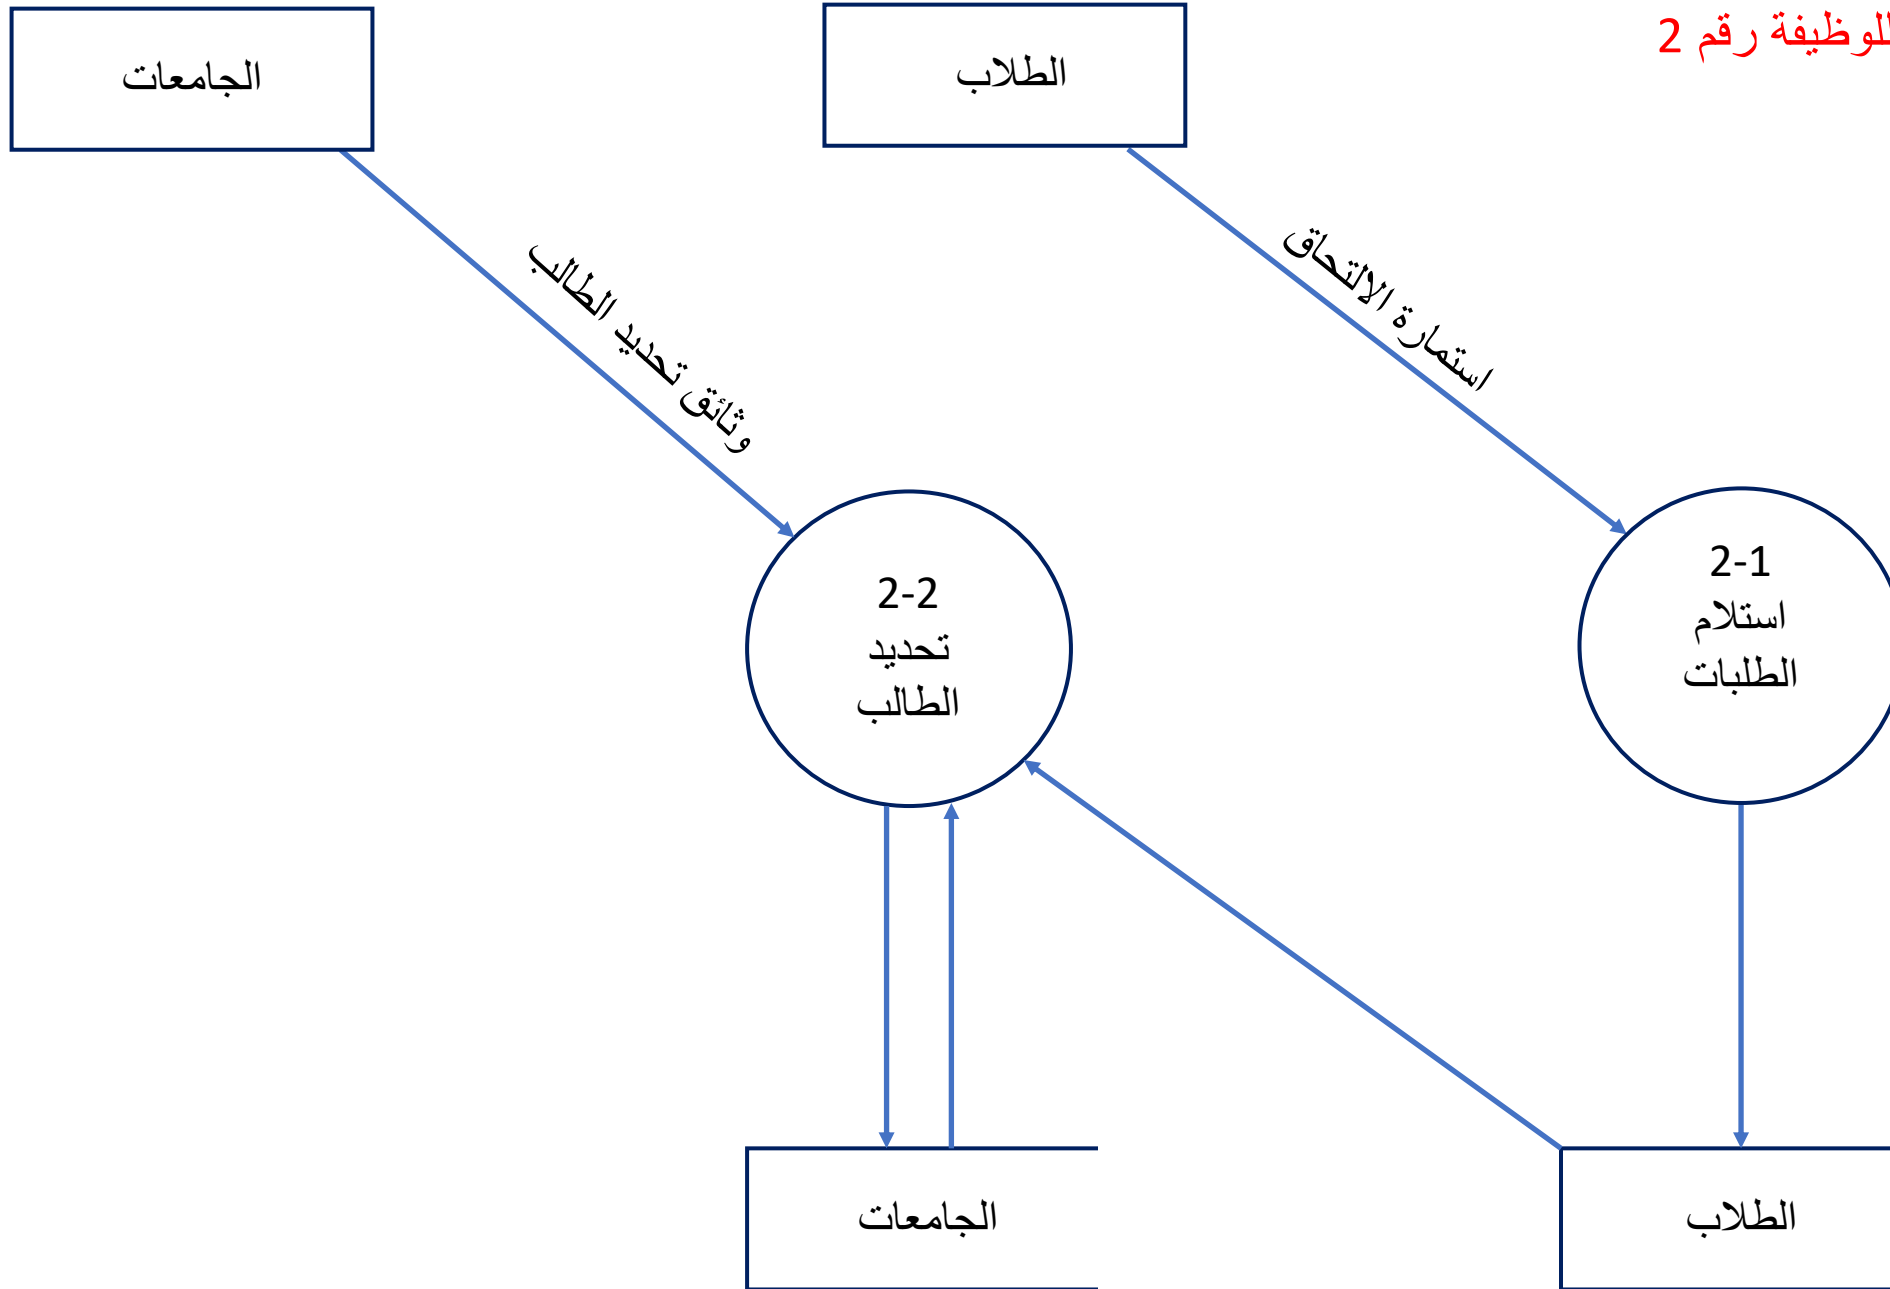 للوظيفة رقم 2
الطلاب
الجامعات
استمارة الالتحاق
وثائق تحديد الطالب
2-1
استلام
الطلبات
2-2
تحديد
الطالب
الطلاب
الجامعات